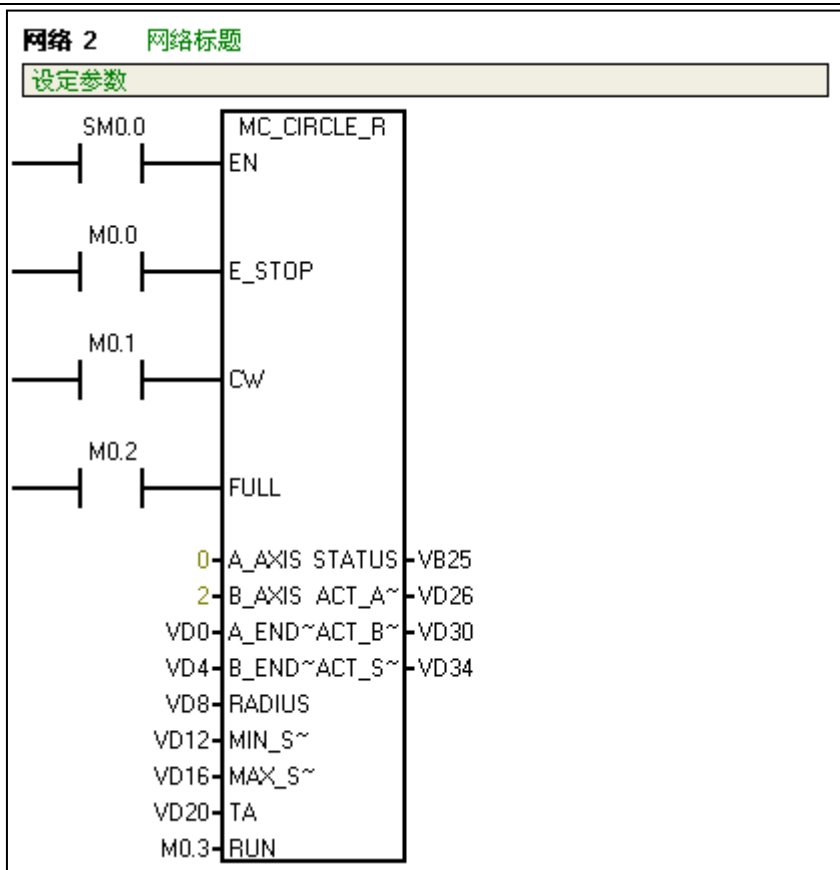 网络 2 网络标题
设定参数
SM0.0 MC_CIRCLE_R
EN
M0.0
E_STOP
M0.1
CW
M0.2
FULL
0 A_AXIS STATUS VB25
2 B_AXIS ACT_A~ VD26
VD0 A_END~ACT_B~ VD30
VD4 B_END~ACT_S~ VD34
VD8 RADIUS
VD12 MIN_S~
VD16 MAX_S~
VD20 TA
M0.3 RUN